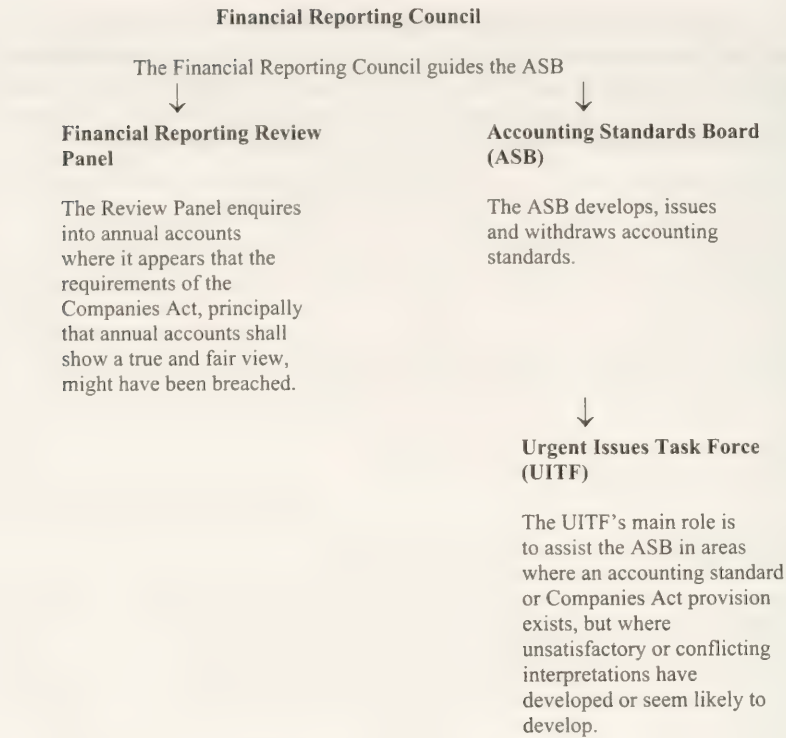 Financial Reporting Council
The Financial Reporting Council guides the ASB
Financial Reporting Review
Panel
The Review Panel enquires
into annual accounts
where it appears that the
requirements of the
Companies Act, principally
that annual accounts shall
show a true and fair view,
might have been breached.
Accounting Standards Board
(ASB)
The ASB develops, issues
and withdraws accounting
standards.
Urgent Issues Task Force
(UITF)
The UITF's main role is
to assist the ASB in areas
where an accounting standard
or Companies Act provision
exists, but where
unsatisfactory or conflicting
interpretations have
developed or seem likely to
develop.